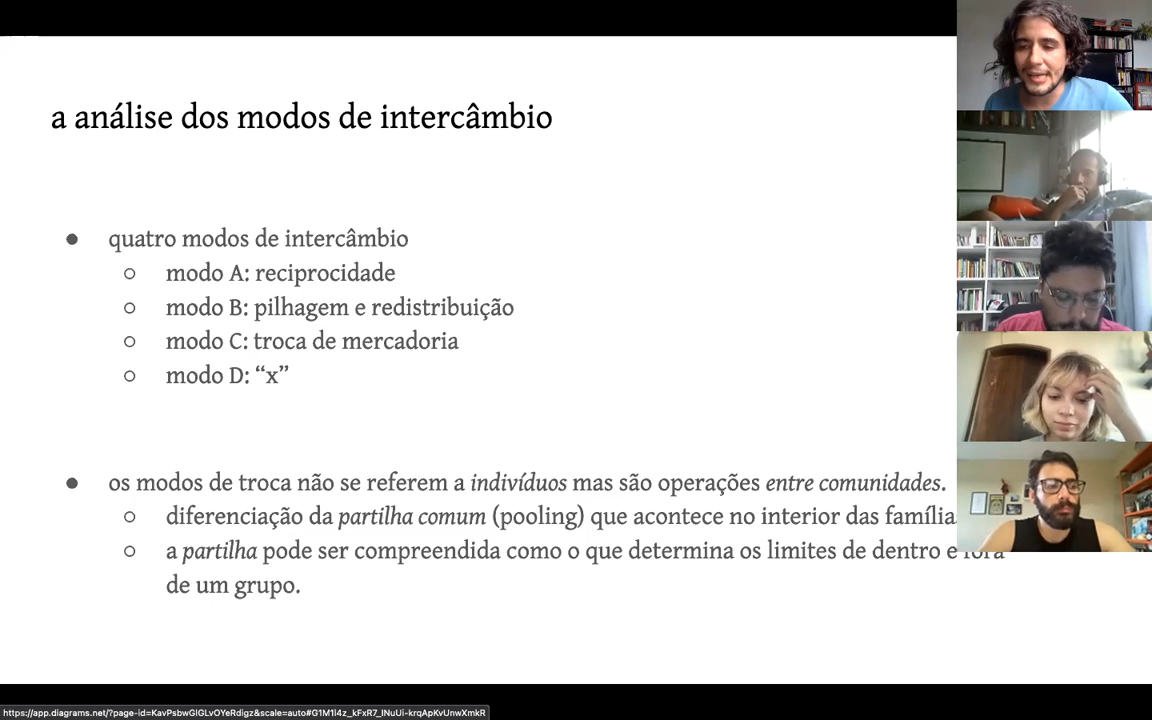 a análise dos modos de intercâmbio
● quatro modos de intercâmbio
○ modo A: reciprocidade
○ modo B: pilhagem e redistribuição
○ modo C: troca de mercadoria
○ modo D: “x”
● os modos de troca não se referem a indivíduos mas são operações entre comunidades.
○ diferenciação da partilha comum (pooling) que acontece no interior das família
○ a partilha pode ser compreendida como o que determina os limites de dentro e fora
de um grupo.
https://app.diagrams.net/?page-id=KavPsbwGIGLvOYeRdigz&scale=auto#G1M1l4z_kFxR7_lNuUi-krqApKvUnwXmkR